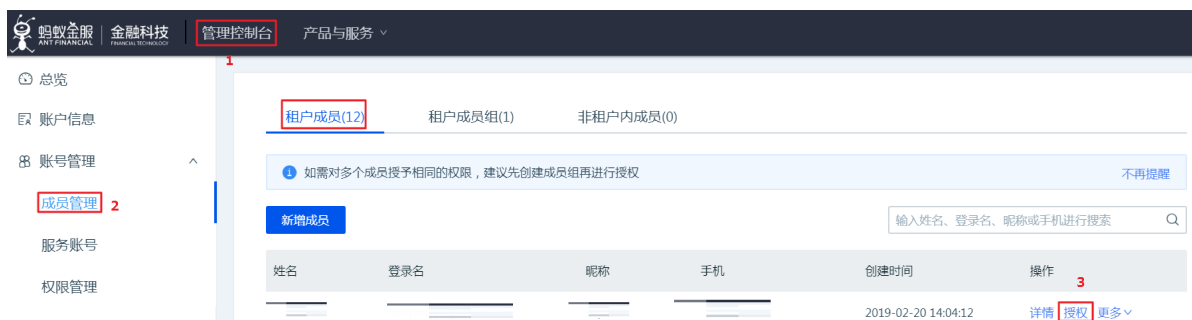 蚂蚁金服 金融科技 管理控制台 产品与服务
ANT FINANCIAL FINANCIAL TECHNOLOGY
1
总览
账户信息
账号管理
成员管理 2
服务账号
权限管理
租户成员(12) 租户成员组(1) 非租户内成员(0)
如需对多个成员授予相同的权限，建议先创建成员组再进行授权 不再提醒
新增成员 输入姓名、登录名、昵称或手机进行搜索
姓名 登录名 昵称 手机 创建时间 操作
3
2019-02-20 14:04:12 详情 授权 更多